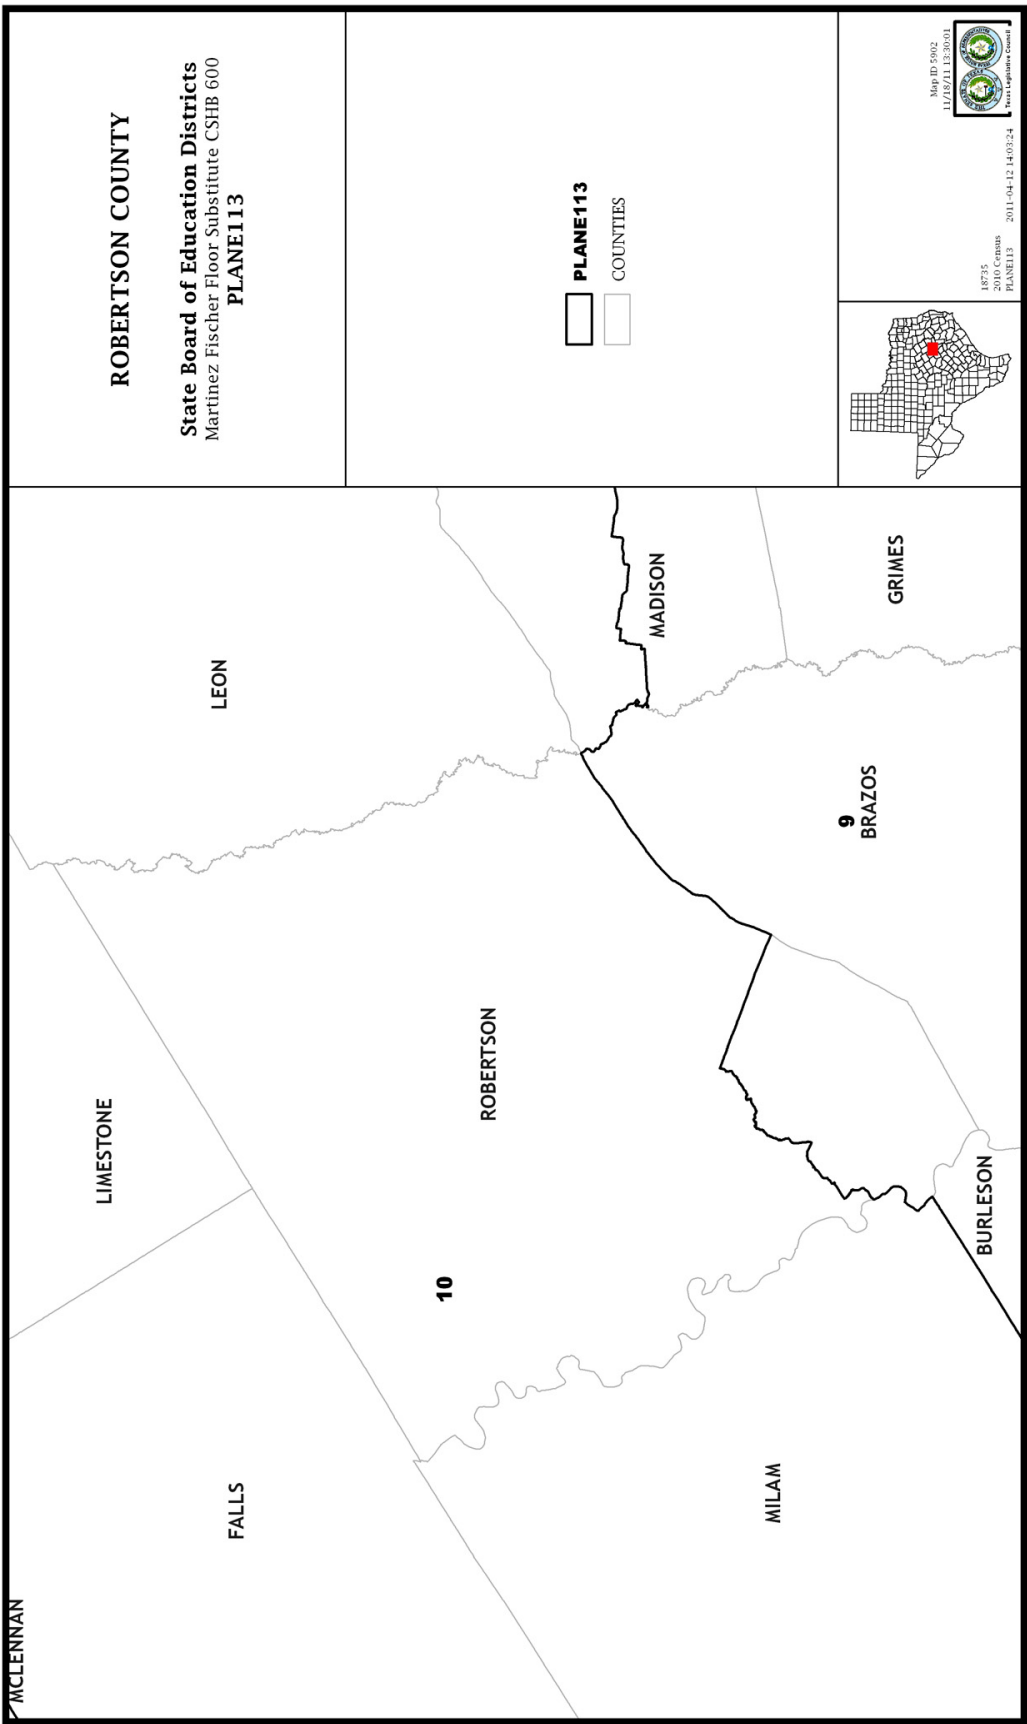 ROBERTSON COUNTY
State Board of Education Districts
Martinez Fischer Floor Substitute CSHB 600
PLANE113
PLANE113
COUNTIES
MCLENNAN
LIMESTONE
LEON
FALLS
ROBERTSON
10
MADISON
MILAM
9
BRAZOS
GRIMES
BURLESON
Map ID 5902
11/18/11 13:30:01
18735
2010 Census
PLANE113
2011-04-12 14:03:24
Texas Legislative Council